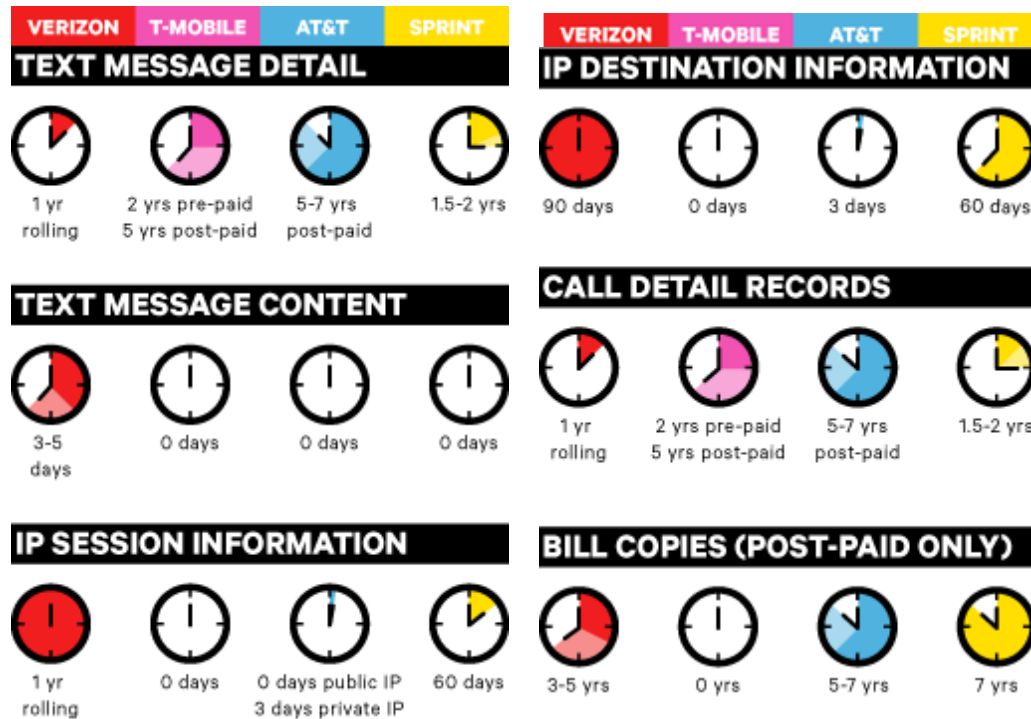 VERIZON T-MOBILE AT&T SPRINT
TEXT MESSAGE DETAIL
1 yr rolling
2 yrs pre-paid
5 yrs post-paid
5-7 yrs
post-paid
1.5-2 yrs
TEXT MESSAGE CONTENT
3-5
days
0 days
0 days
0 days
IP SESSION INFORMATION
1 yr
rolling
0 days
0 days public IP
3 days private IP
60 days
VERIZON T-MOBILE AT&T SPRINT
IP DESTINATION INFORMATION
90 days
0 days
3 days
60 days
CALL DETAIL RECORDS
1 yr
rolling
2 yrs pre-paid
5 yrs post-paid
5-7 yrs
post-paid
1.5-2 yrs
BILL COPIES (POST-PAID ONLY)
3-5 yrs
0 yrs
5-7 yrs
7 yrs